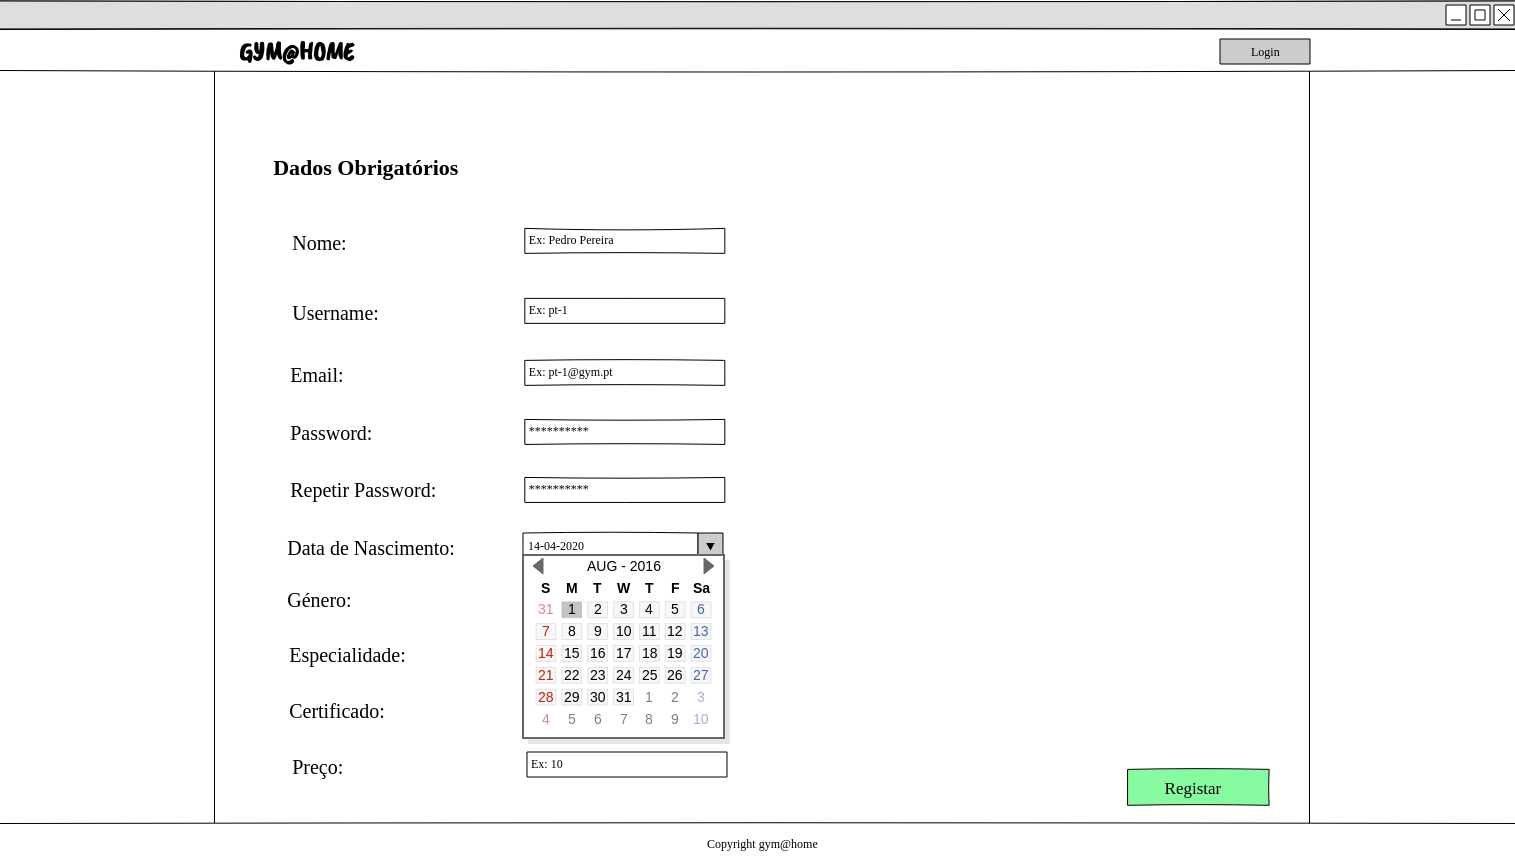 GYM@HOME Login
Dados Obrigatórios
Nome: Ex: Pedro Pereira
Username: Ex: pt-1
Email: Ex: pt-1@gym.pt
Password: **********
Repetir Password: **********
Data de Nascimento: 14-04-2020 ▼
AUG - 2016
S M T W T F Sa
31 1 2 3 4 5 6
7 8 9 10 11 12 13
14 15 16 17 18 19 20
21 22 23 24 25 26 27
28 29 30 31 1 2 3
4 5 6 7 8 9 10
Género:
Especialidade:
Certificado:
Preço: Ex: 10
Registar
Copyright gym@home